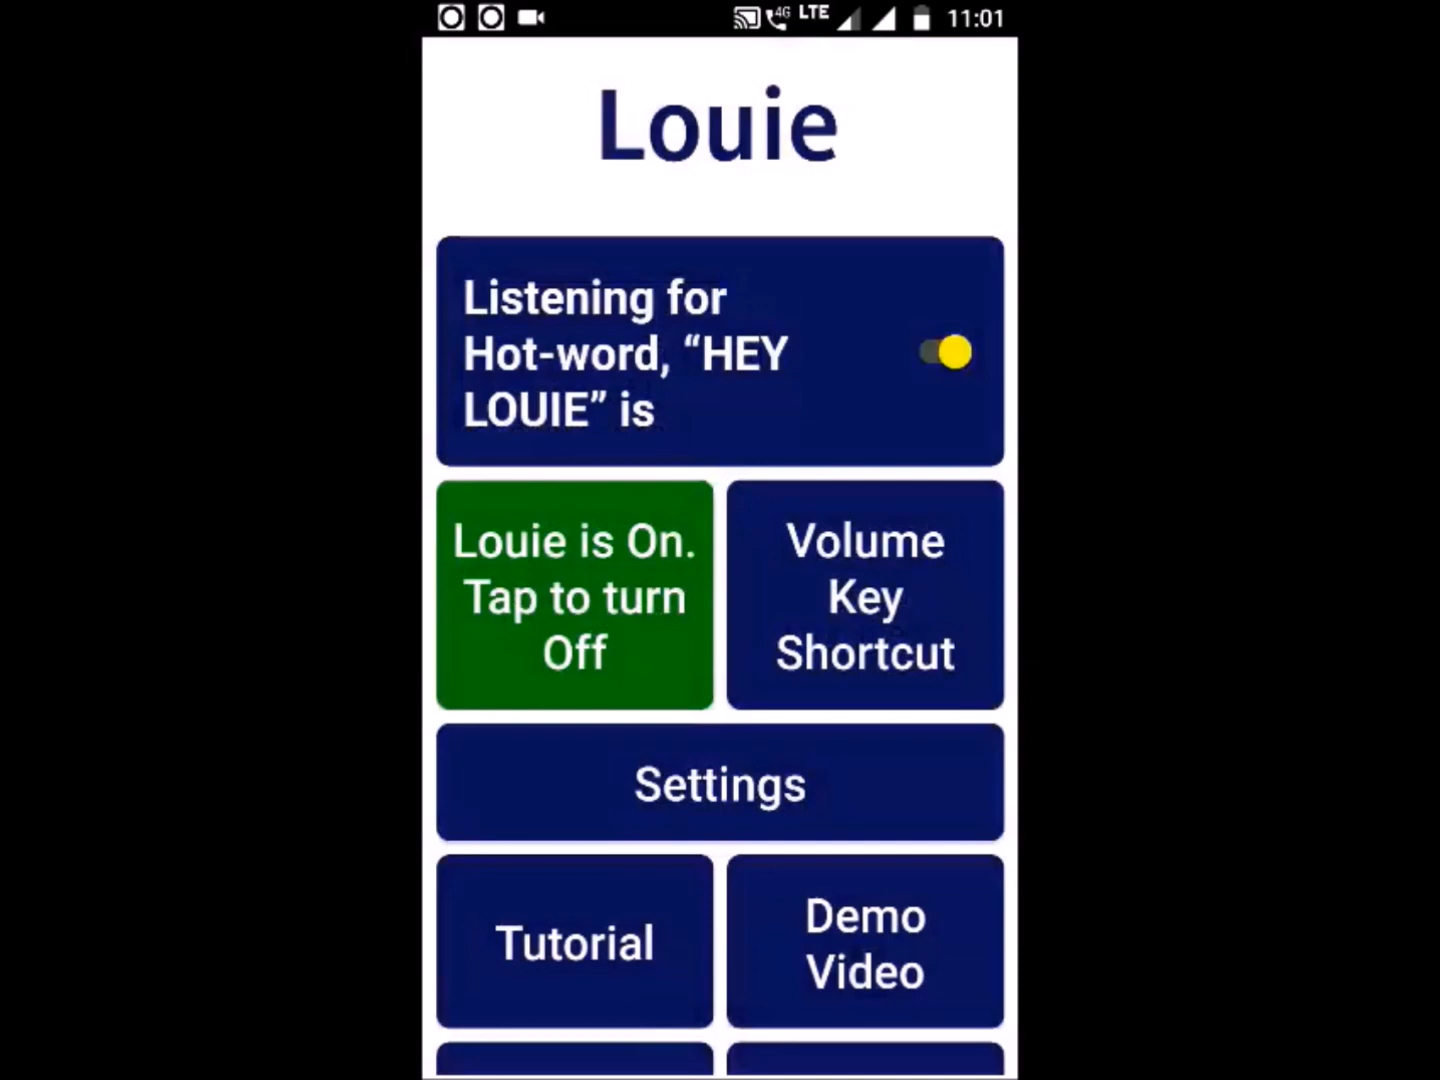 4G LTE 11:01
Louie
Listening for
Hot-word, “HEY
LOUIE” is
Louie is On.
Tap to turn
Off
Volume
Key
Shortcut
Settings
Tutorial
Demo
Video